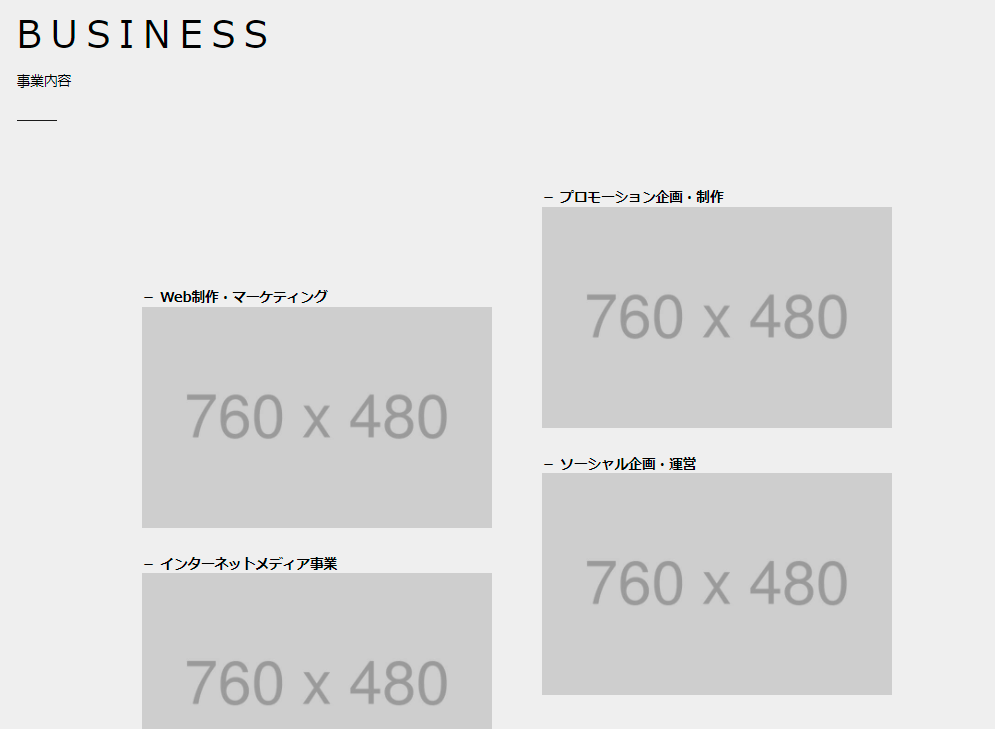 BUSINESS
事業内容
－ プロモーション企画・制作
760 x 480
－ Web制作・マーケティング
760 x 480
－ ソーシャル企画・運営
760 x 480
－ インターネットメディア事業
760 x 480